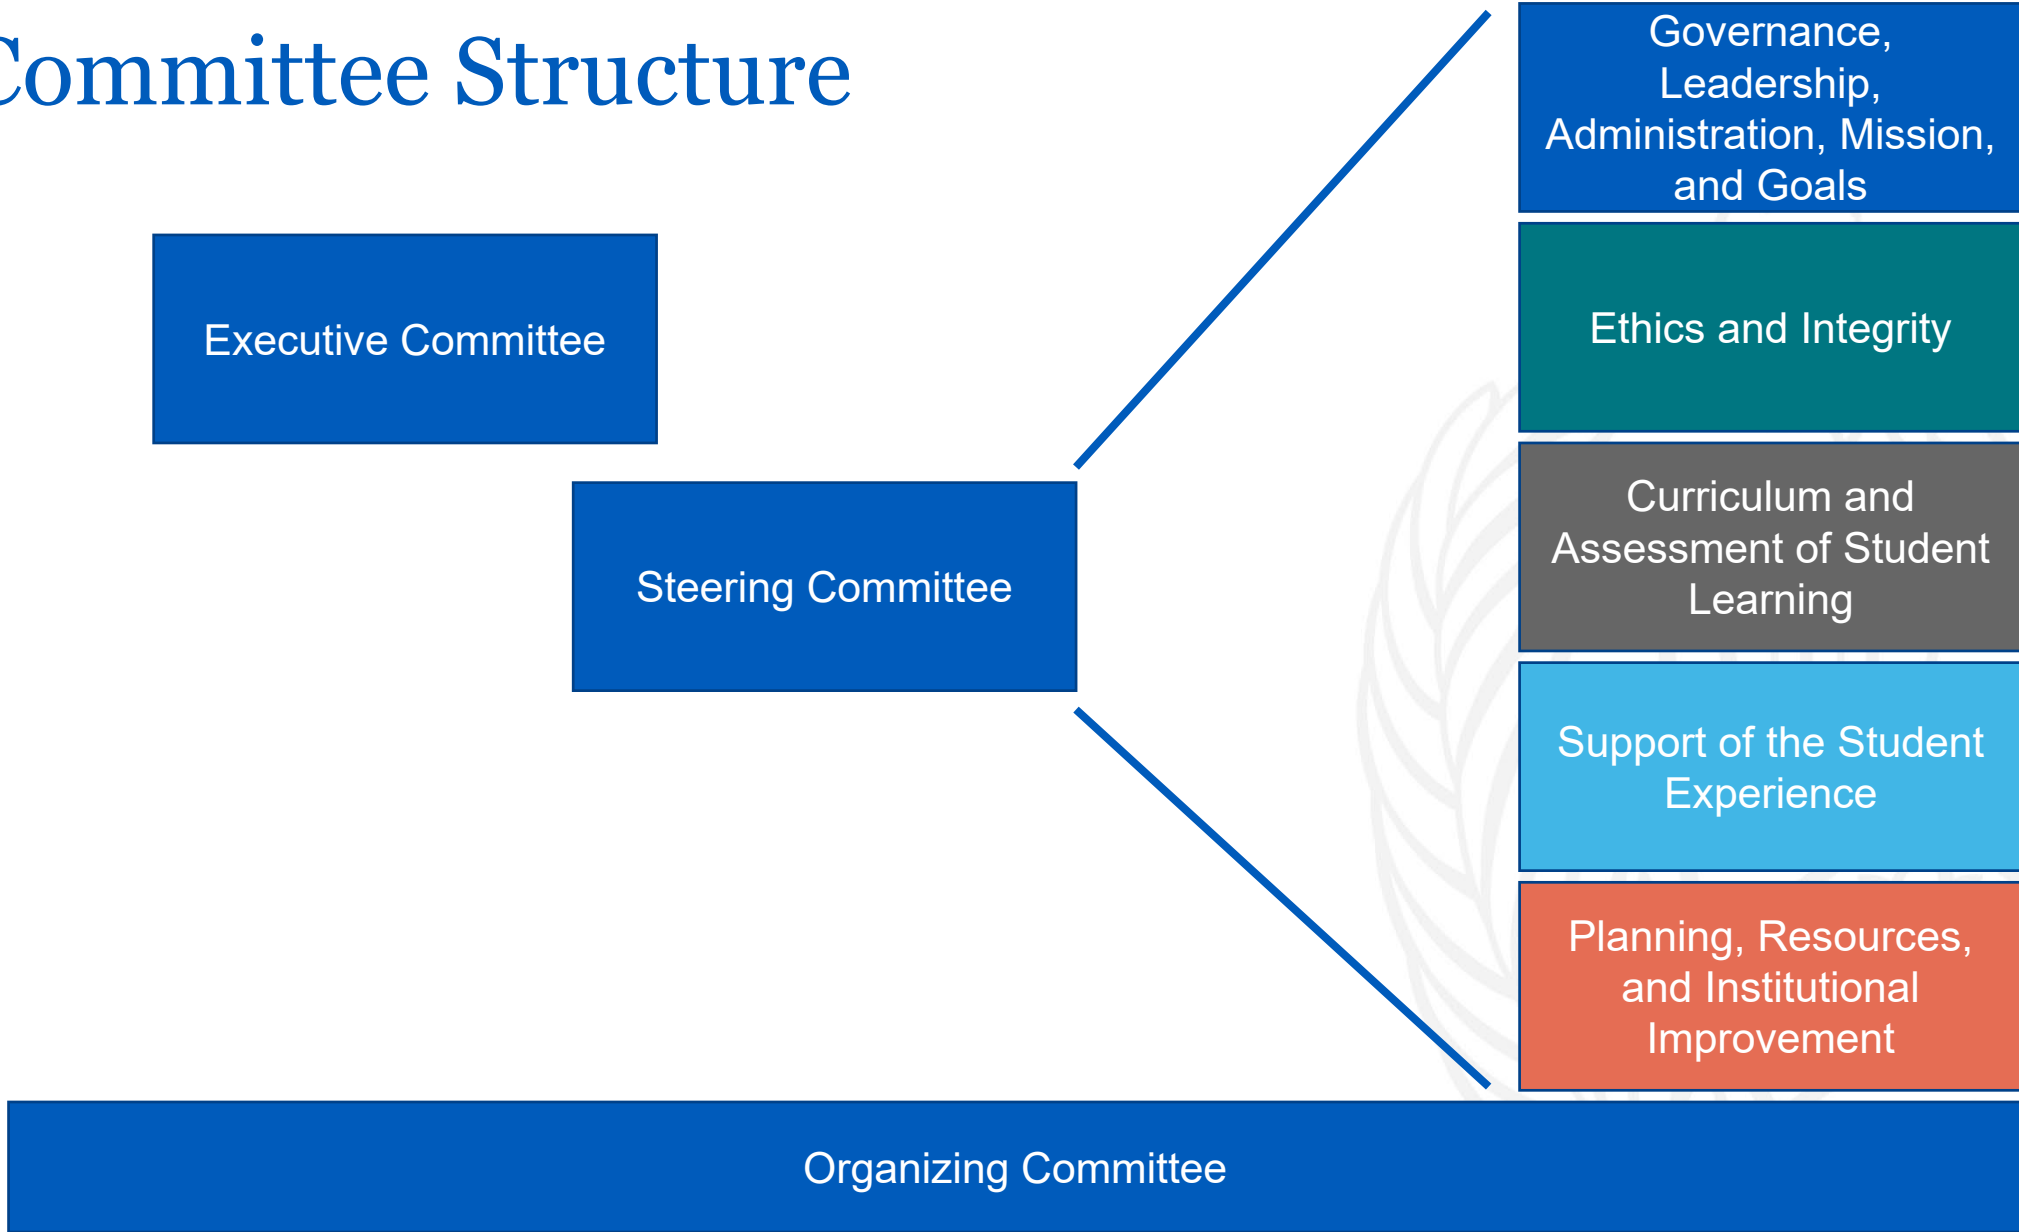 Committee Structure
Executive Committee
Steering Committee
Governance,
Leadership,
Administration, Mission,
and Goals
Ethics and Integrity
Curriculum and
Assessment of Student
Learning
Support of the Student
Experience
Planning, Resources,
and Institutional
Improvement
Organizing Committee